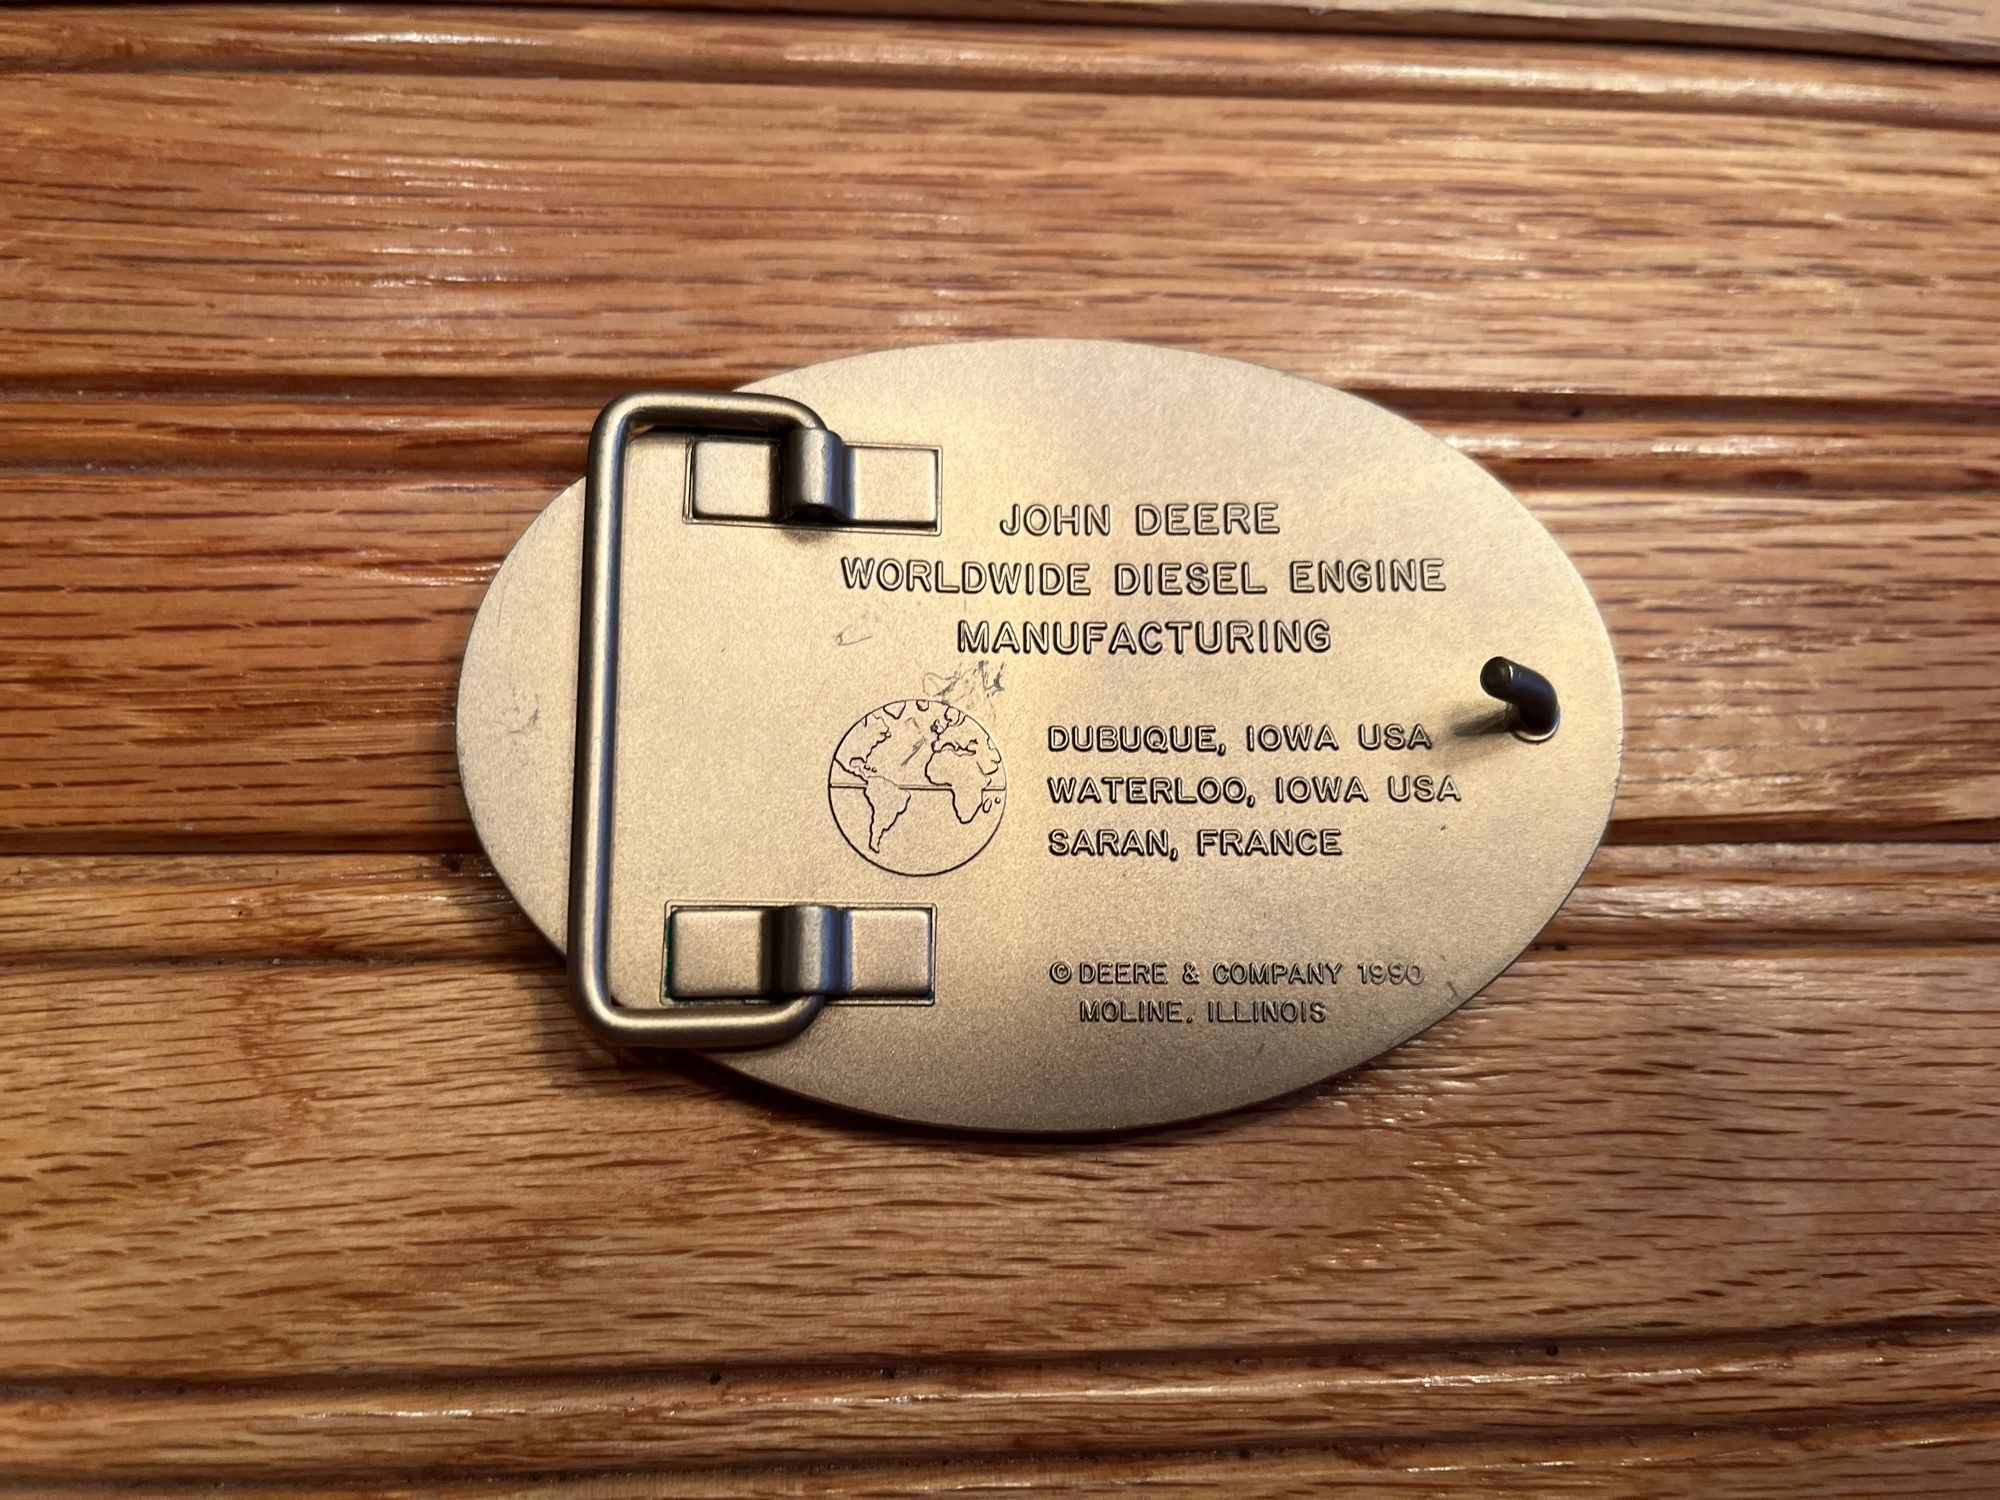 JOHN DEERE
WORLDWIDE DIESEL ENGINE
MANUFACTURING
DUBUQUE, IOWA USA
WATERLOO, IOWA USA
SARAN, FRANCE
© DEERE & COMPANY 1990
MOLINE, ILLINOIS